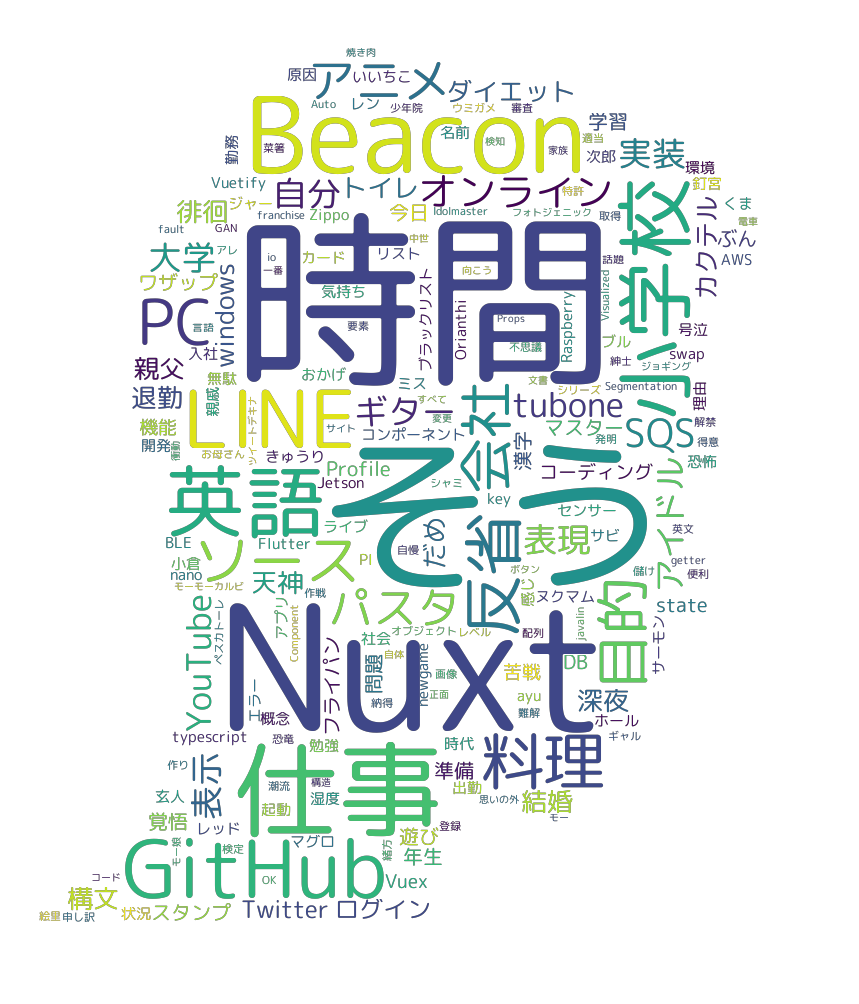 焼き肉
原因
アニメ
いいちこ
ダイエット
Auto
レン
少年院
ウミガメ
審査
学習
勤務
菜箸
Beacon
名前
検知
適当
家族
次郎
実装
環境
Vuetify
自分
トイレ
オンライン
特許
釘宮
徘徊
ジャー
franchise
Zippo
今日
Idolmaster
フォトジェニック
取得
小学校
カクテル
くま
電車
fault
GAN
中世
ぶん
大学
アレ
io
一番
カード
時間
リスト
向こう
話題
AWS
ワザップ
windows
気持ち
ブラックリスト
Orianthi
Raspberry
Visualized
PC
言語
要素
Props
号泣
入社
不思議
ブル
紳士
swap
親父
無駄
おかげ
ミス
文書
シリーズ
Segmentation
ジョギング
理由
退勤
親戚
LINE
ギター
すべて
会社
tubone
解禁
機能
ツイートデキナ
サイト
変更
マスター
SQS
得意
開発
衝動
コンポーネント
漢字
発明
お母さん
きゅうり
Profile
コーディング
恐怖
英語
Jetson
シャミ
そう
key
アイドル
ライブ
センサー
BLE
Flutter
自慢
だめ
反省
表現
サビ
英文
小倉
ソース
PI
ボタン
getter
nano
天神
感じ
儲け
便利
モーモーカルビ
作戦
パスタ
ヌクマム
目的
YouTube
ペスカトーレ
アプリ
Component
社会
オブジェクト
レベル
配列
javalin
state
Nuxt
フライパン
問題
自体
newgame
画像
苦戦
DB
サーモン
エラー
概念
納得
正面
ayu
難解
深夜
ホール
typescript
恐竜
勉強
時代
ギャル
作り
表示
仕事
構造
潮流
準備
料理
玄人
起動
湿度
出勤
思いの外
結婚
覚悟
レッド
マグロ
遊び
登録
モー
モー娘
検定
緒方
年生
コード
GitHub
OK
Vuex
構文
絵里
申し訳
状況
スタンプ
Twitter
ログイン